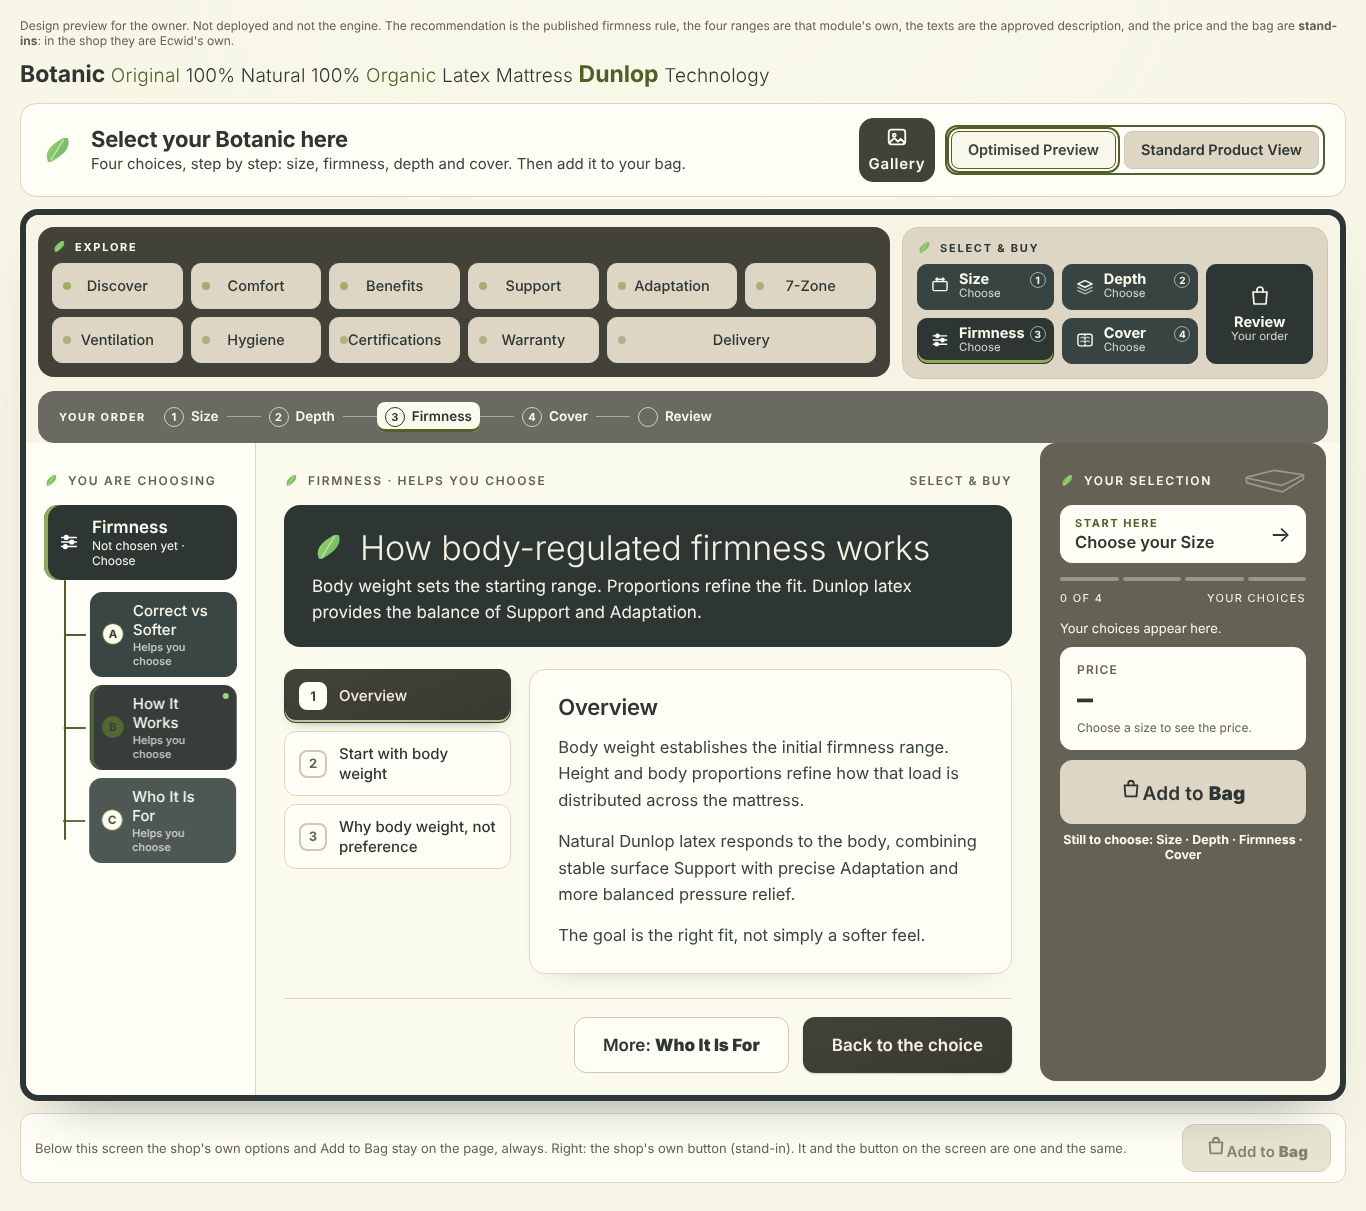 Design preview for the owner. Not deployed and not the engine. The recommendation is the published firmness rule, the four ranges are that module's own, the texts are the approved description, and the price and the bag are stand-
ins: in the shop they are Ecwid's own.
Botanic Original 100% Natural 100% Organic Latex Mattress Dunlop Technology
Select your Botanic here
Four choices, step by step: size, firmness, depth and cover. Then add it to your bag.
Gallery
Optimised Preview
Standard Product View
EXPLORE
Discover
Comfort
Benefits
Support
Adaptation
7-Zone
Ventilation
Hygiene
Certifications
Warranty
Delivery
SELECT & BUY
Size
Choose
1
Depth
Choose
2
Firmness
Choose
3
Cover
Choose
4
Review
Your order
YOUR ORDER
1 Size
2 Depth
3 Firmness
4 Cover
Review
YOU ARE CHOOSING
Firmness
Not chosen yet ·
Choose
A
Correct vs
Softer
Helps you
choose
B
How It
Works
Helps you
choose
C
Who It Is
For
Helps you
choose
FIRMNESS · HELPS YOU CHOOSE
SELECT & BUY
How body-regulated firmness works
Body weight sets the starting range. Proportions refine the fit. Dunlop latex
provides the balance of Support and Adaptation.
1 Overview
2 Start with body
weight
3 Why body weight, not
preference
Overview
Body weight establishes the initial firmness range.
Height and body proportions refine how that load is
distributed across the mattress.
Natural Dunlop latex responds to the body, combining
stable surface Support with precise Adaptation and
more balanced pressure relief.
The goal is the right fit, not simply a softer feel.
More: Who It Is For
Back to the choice
YOUR SELECTION
START HERE
Choose your Size
0 OF 4
YOUR CHOICES
Your choices appear here.
PRICE
–
Choose a size to see the price.
Add to Bag
Still to choose: Size · Depth · Firmness ·
Cover
Below this screen the shop's own options and Add to Bag stay on the page, always. Right: the shop's own button (stand-in). It and the button on the screen are one and the same.
Add to Bag